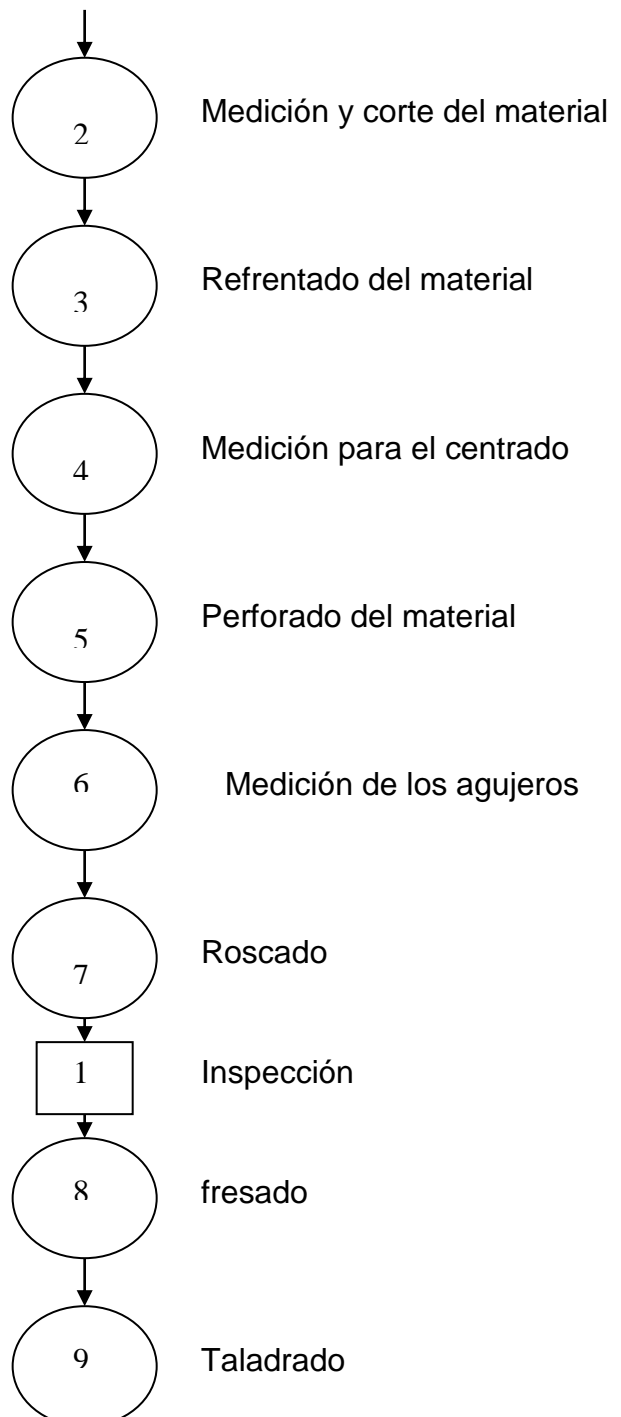 2 Medición y corte del material
3 Refrentado del material
4 Medición para el centrado
5 Perforado del material
6 Medición de los agujeros
7 Roscado
1 Inspección
8 fresado
9 Taladrado